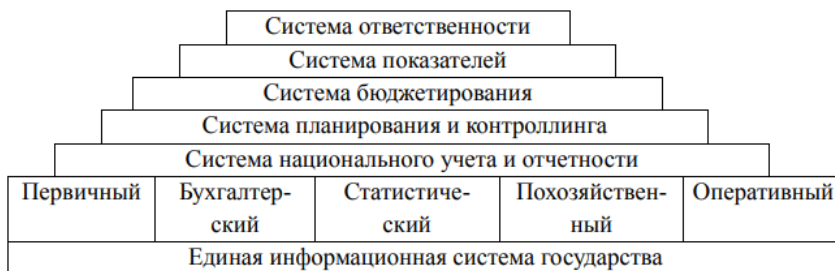 Система ответственности
Система показателей
Система бюджетирования
Система планирования и контроллинга
Система национального учета и отчетности
Первичный
Бухгалтер-
ский
Статистиче-
ский
Похозяйствен-
ный
Оперативный
Единая информационная система государства